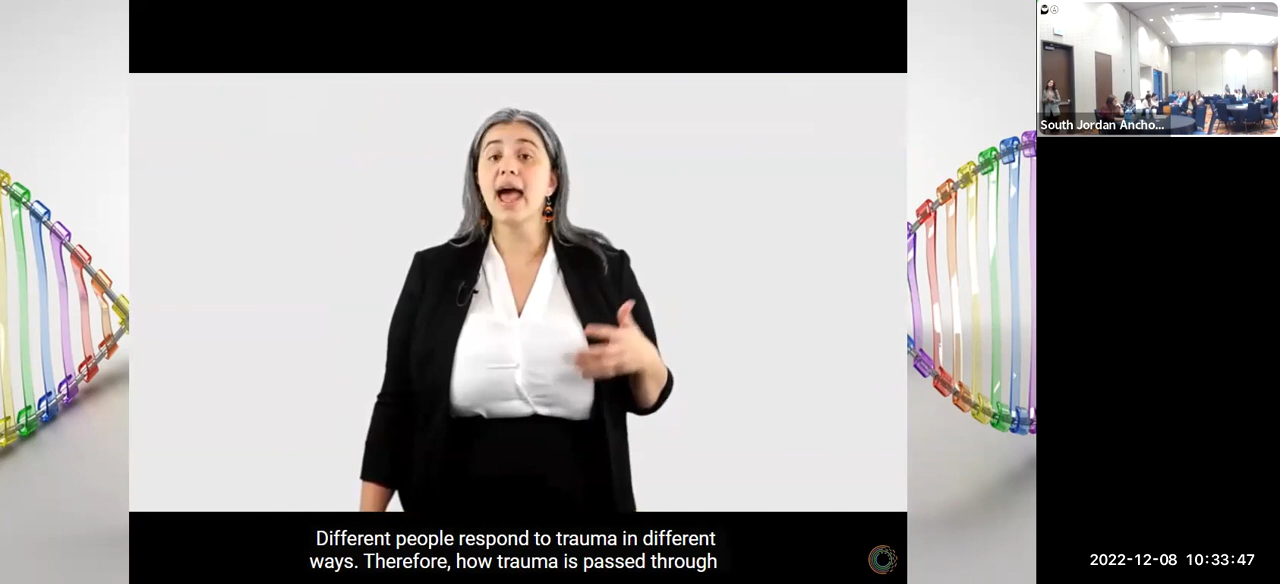 South Jordan Ancho...
Different people respond to trauma in different
ways. Therefore, how trauma is passed through
2022-12-08 10:33:47